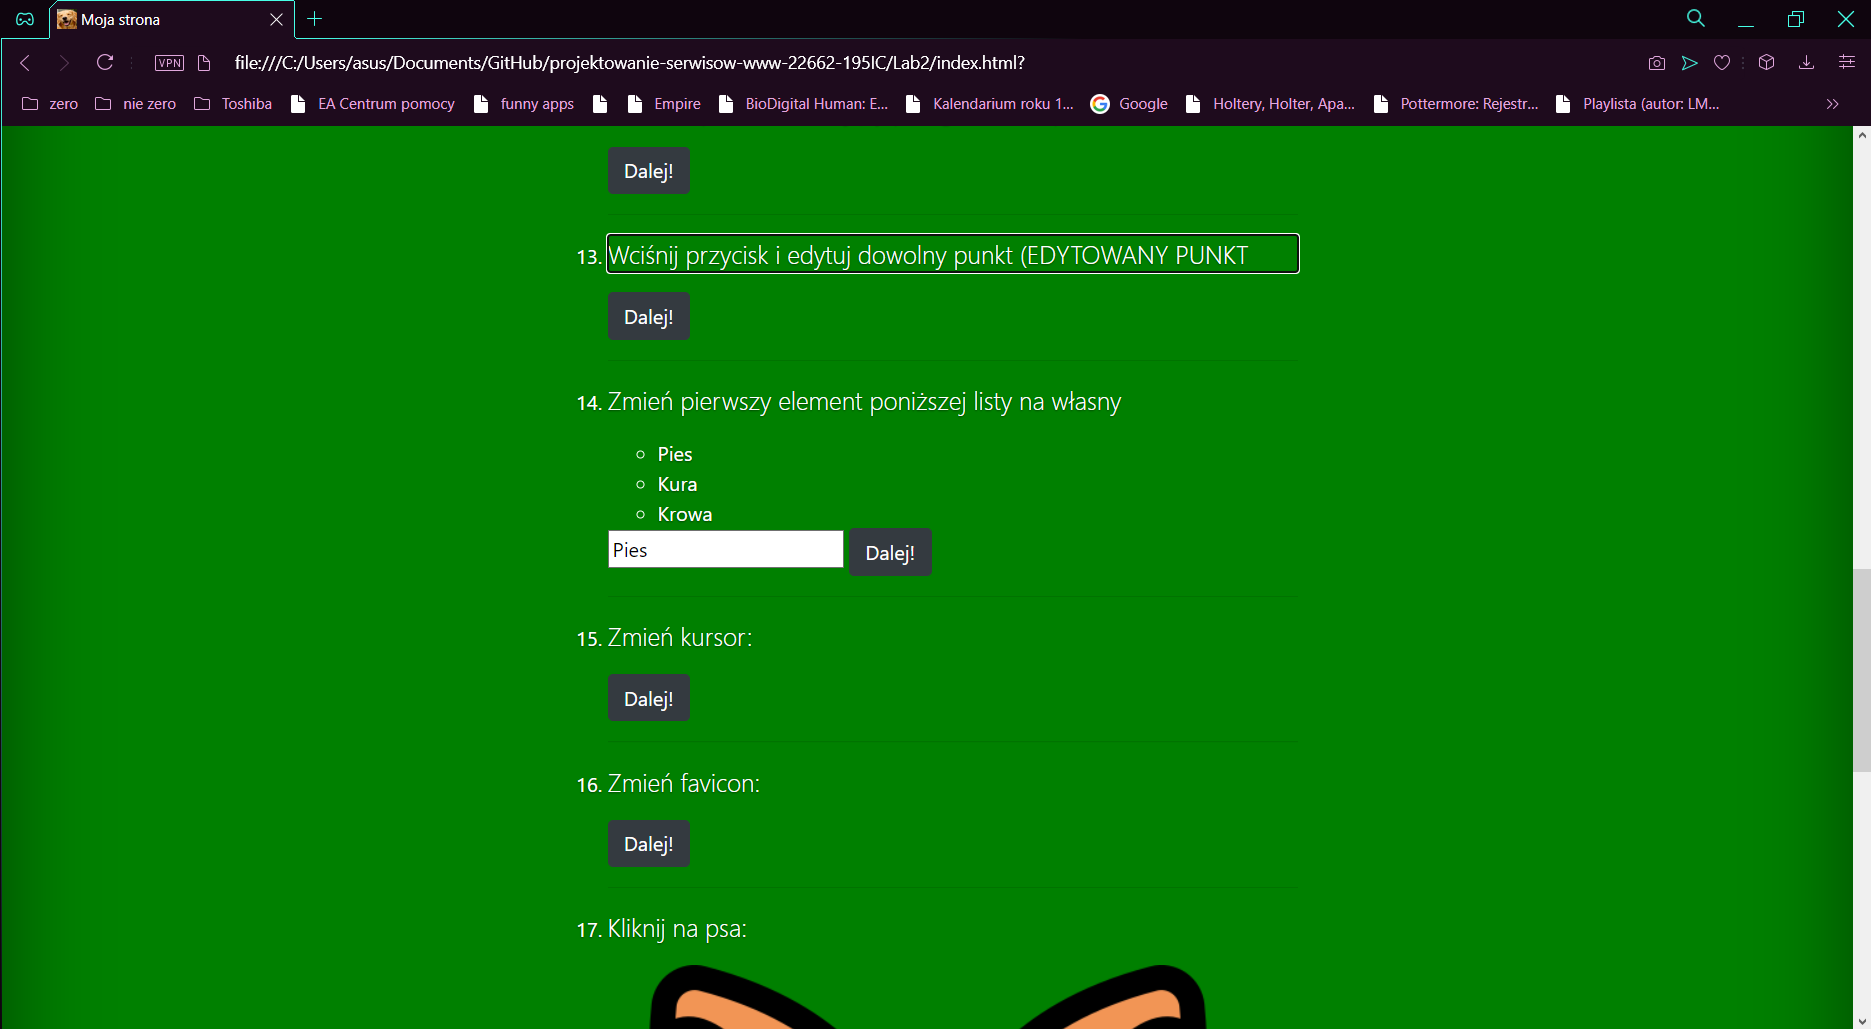 Moja strona
VPN
file:///C:/Users/asus/Documents/GitHub/projektowanie-serwisow-www-22662-195IC/Lab2/index.html?
zero nie zero Toshiba EA Centrum pomocy funny apps Empire BioDigital Human: E... Kalendarium roku 1... Google Holtery, Holter, Apa... Pottermore: Rejestr... Playlista (autor: LM...
Dalej!
13. Wciśnij przycisk i edytuj dowolny punkt (EDYTOWANY PUNKT
Dalej!
14. Zmień pierwszy element poniższej listy na własny
Pies
Kura
Krowa
Pies Dalej!
15. Zmień kursor:
Dalej!
16. Zmień favicon:
Dalej!
17. Kliknij na psa: